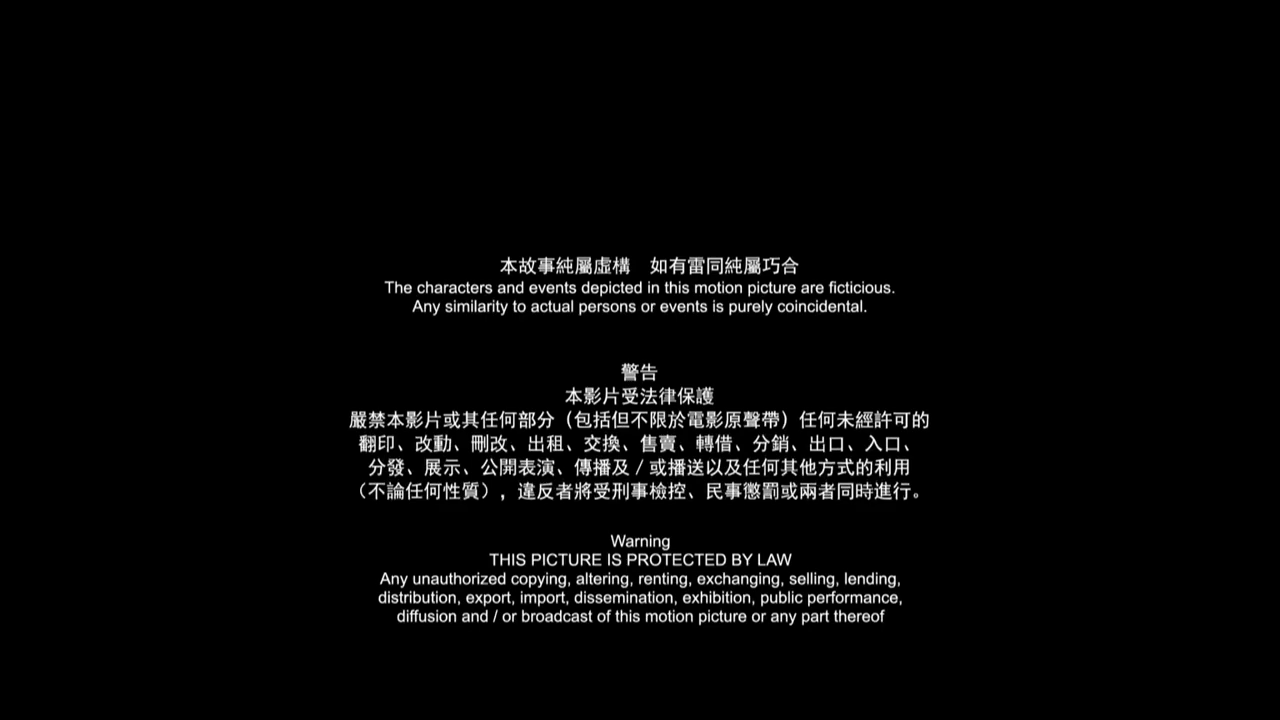 本故事純屬虛構　如有雷同純屬巧合
The characters and events depicted in this motion picture are ficticious.
Any similarity to actual persons or events is purely coincidental.
警告
本影片受法律保護
嚴禁本影片或其任何部分（包括但不限於電影原聲帶）任何未經許可的
翻印、改動、刪改、出租、交換、售賣、轉借、分銷、出口、入口、
分發、展示、公開表演、傳播及 / 或播送以及任何其他方式的利用
（不論任何性質），違反者將受刑事檢控、民事懲罰或兩者同時進行。
Warning
THIS PICTURE IS PROTECTED BY LAW
Any unauthorized copying, altering, renting, exchanging, selling, lending,
distribution, export, import, dissemination, exhibition, public performance,
diffusion and / or broadcast of this motion picture or any part thereof